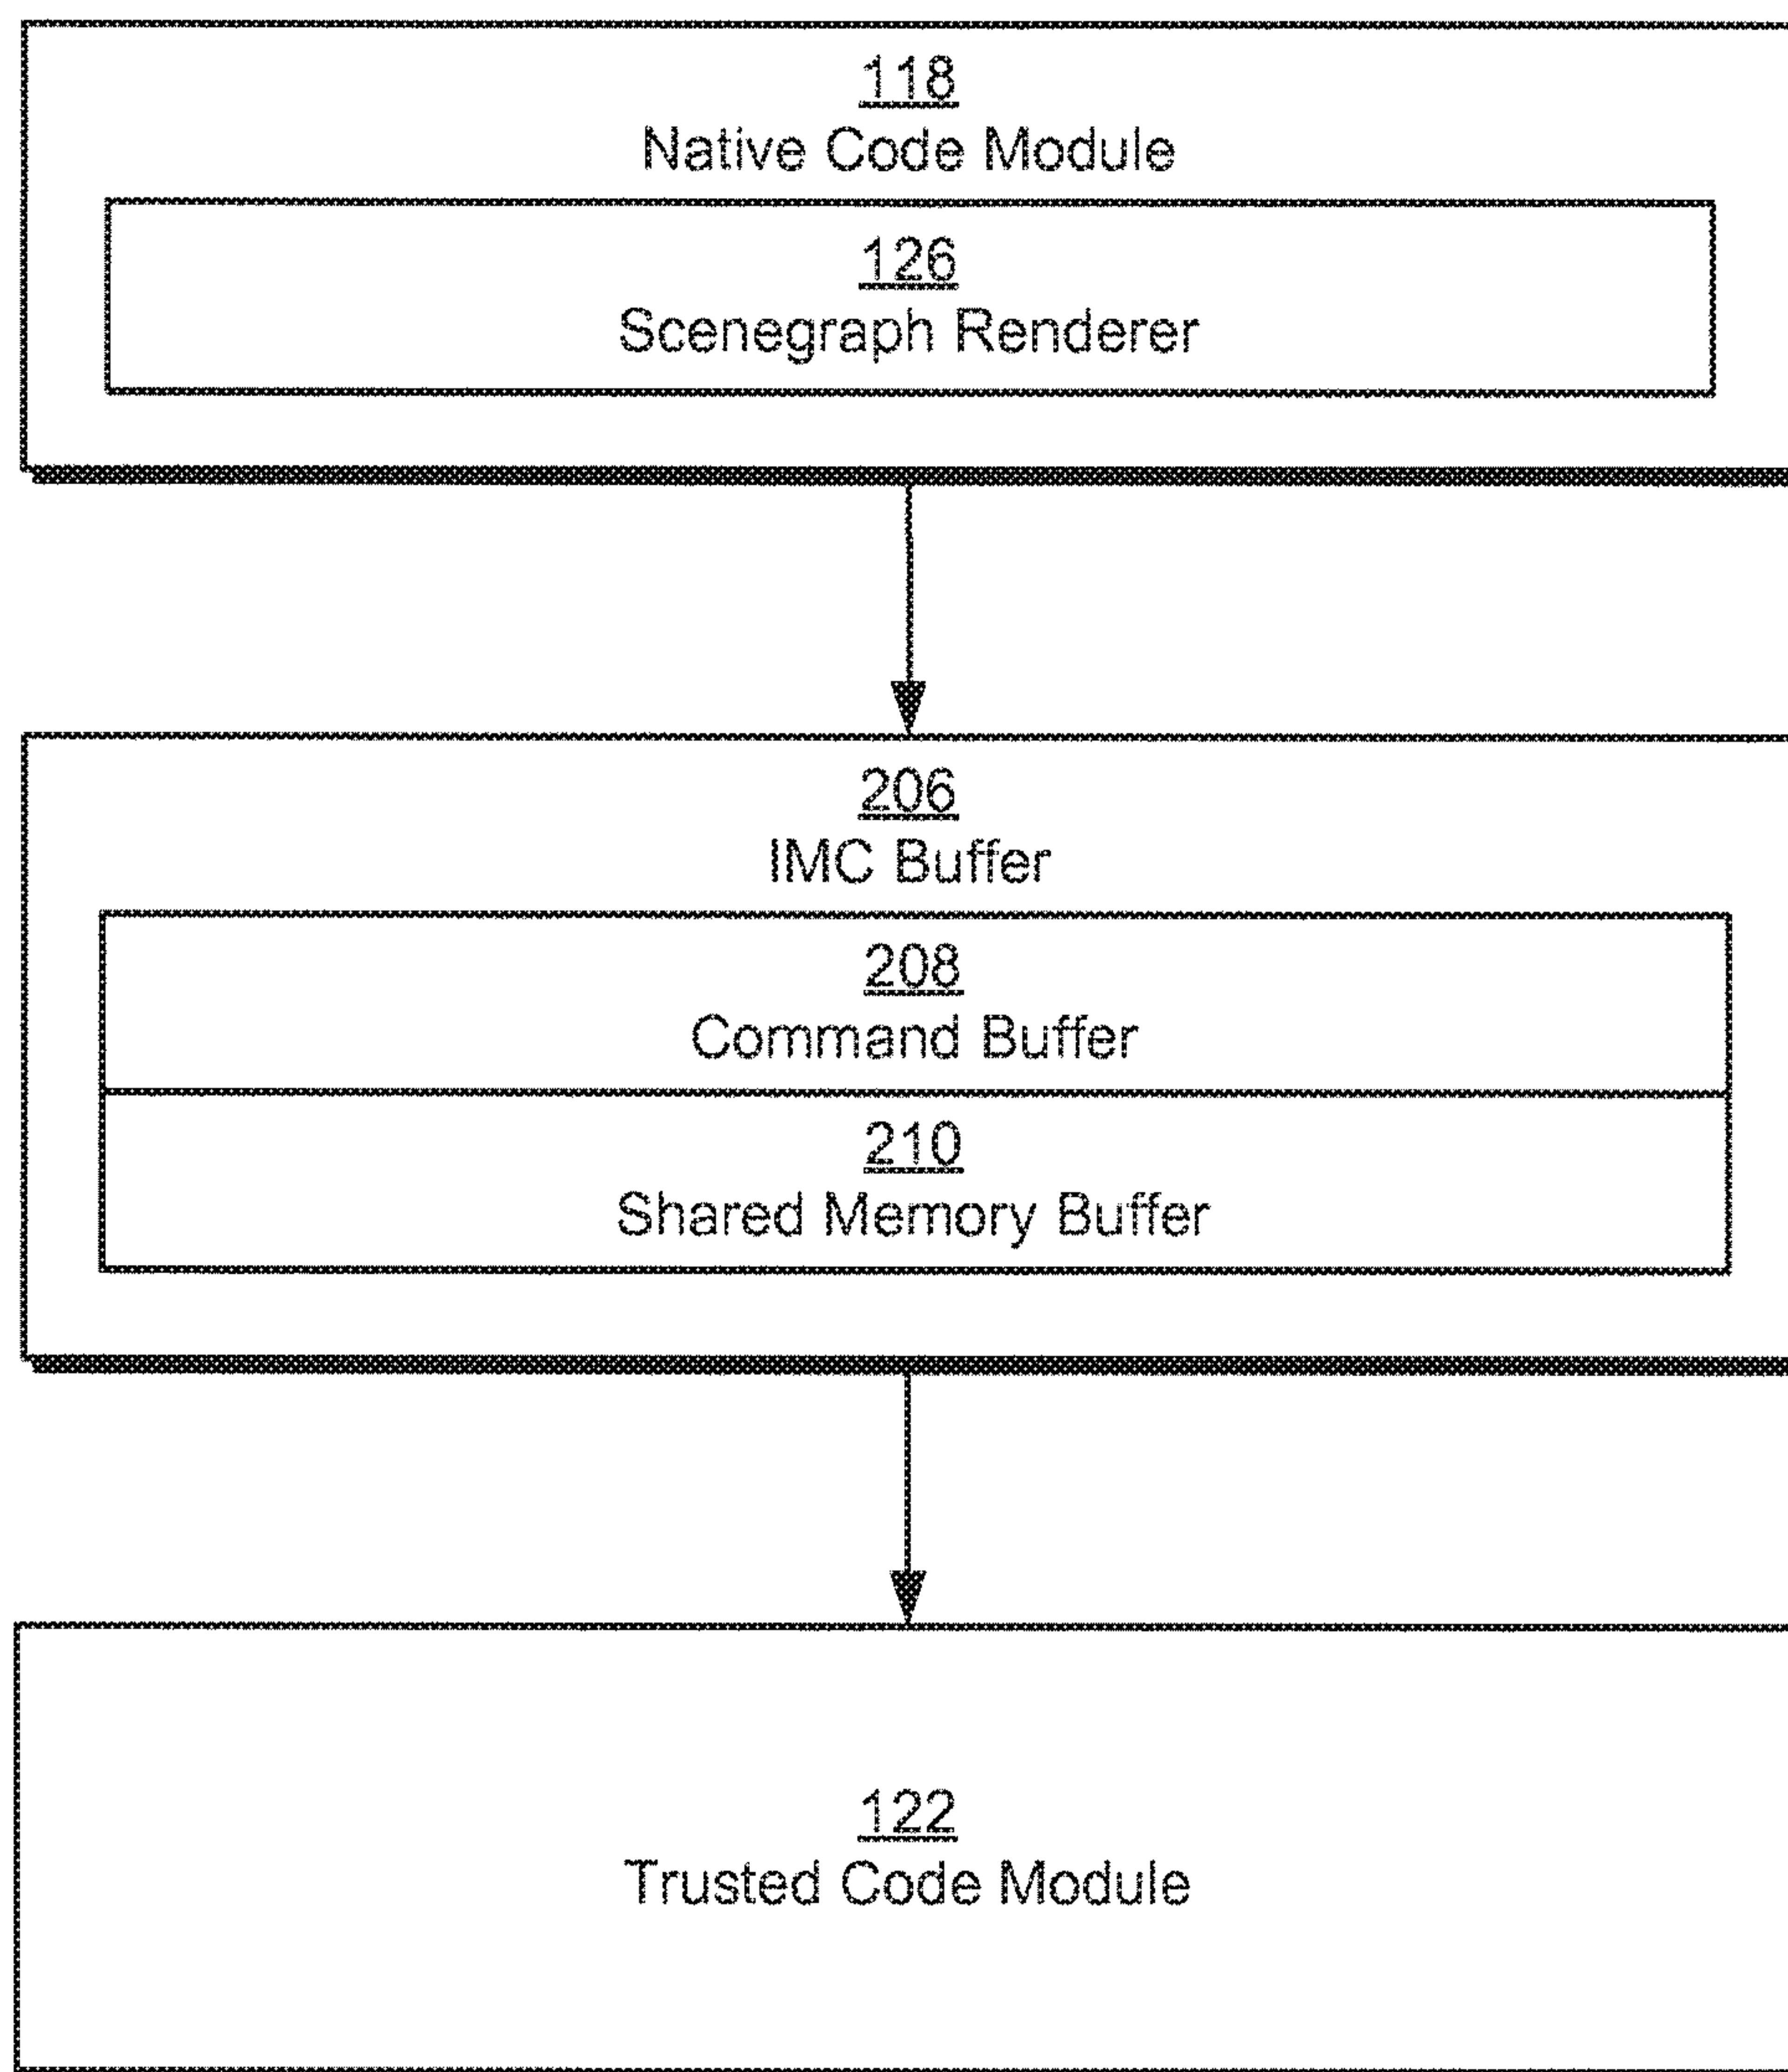 118
Native Code Module
126
Scenegraph Renderer
206
IMC Buffer
208
Command Buffer
210
Shared Memory Buffer
122
Trusted Code Module